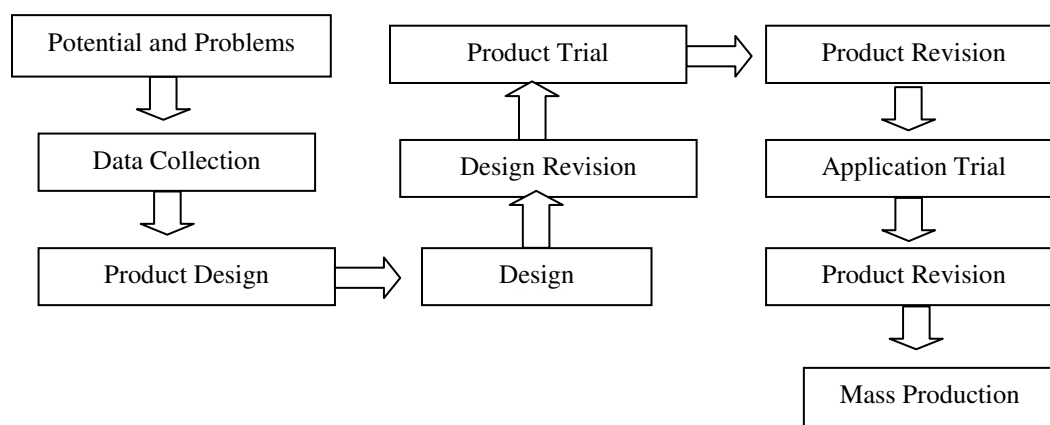 Potential and Problems
Data Collection
Product Design
Design
Design Revision
Product Trial
Product Revision
Application Trial
Product Revision
Mass Production